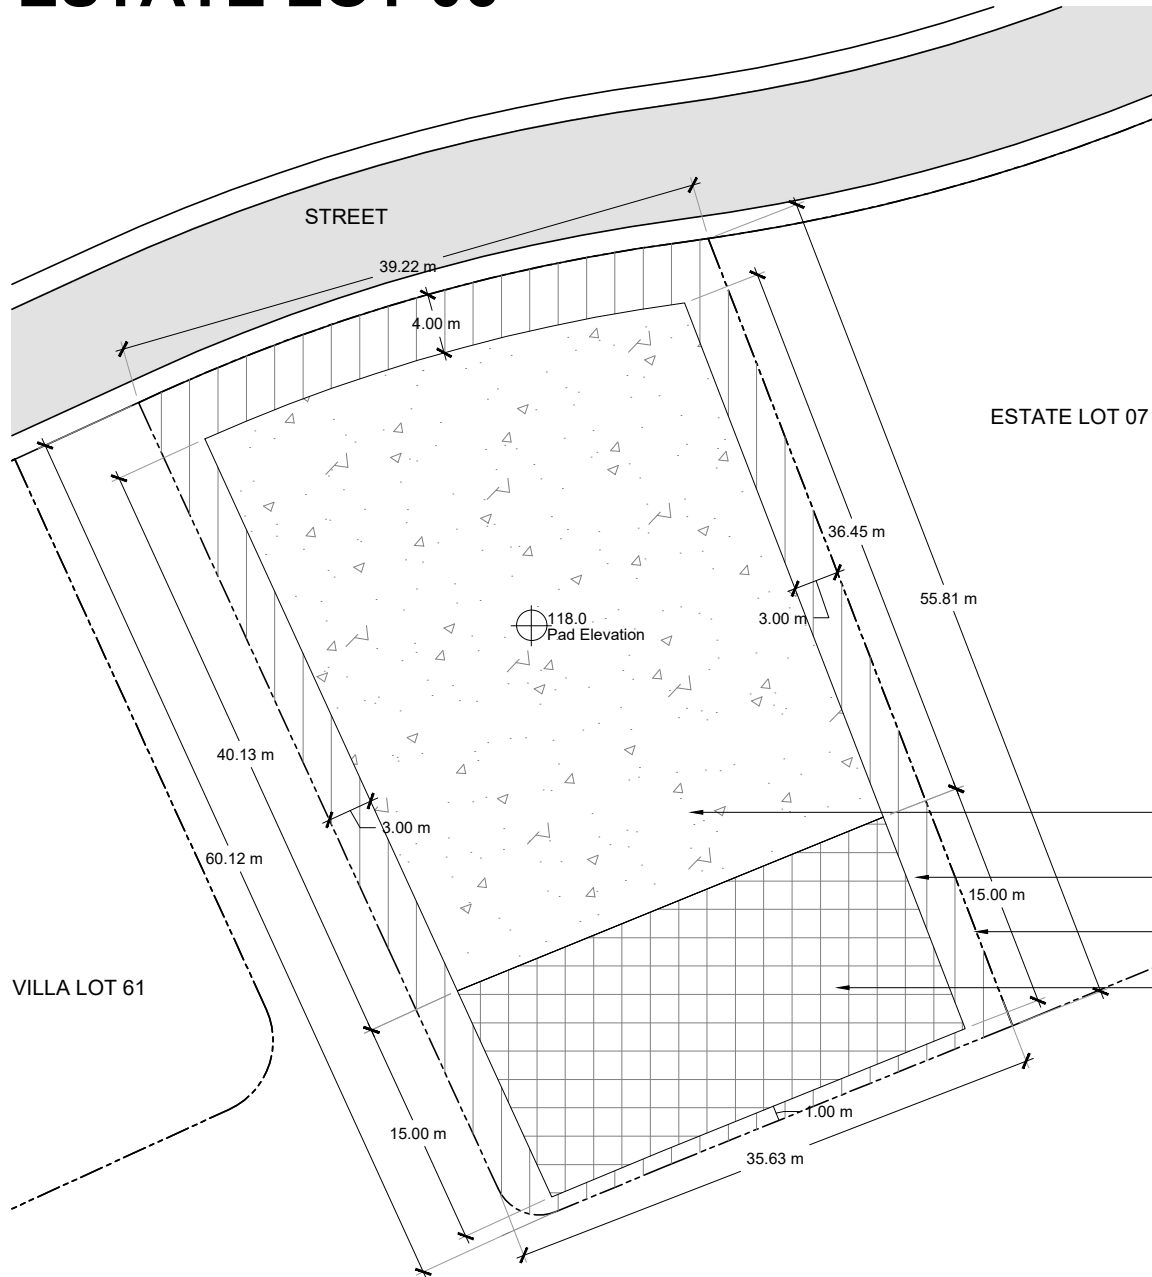 STREET
39.22 m
4.00 m
ESTATE LOT 07
36.45 m
55.81 m
3.00 m
118.0
Pad Elevation
40.13 m
3.00 m
60.12 m
15.00 m
VILLA LOT 61
1.00 m
15.00 m
35.63 m